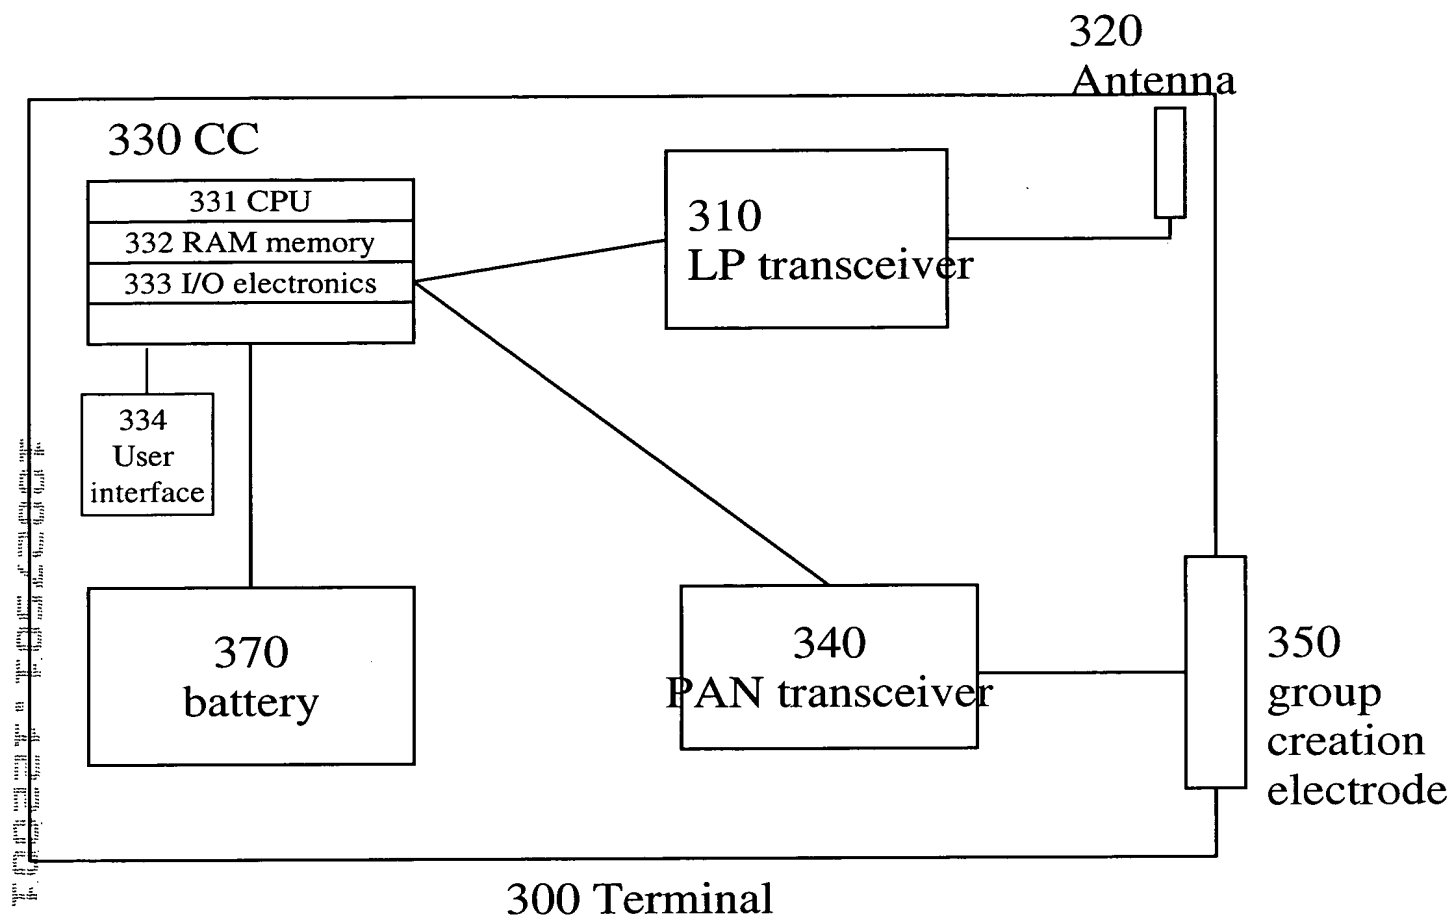 320
Antenna
330 CC
331 CPU
332 RAM memory
333 I/O electronics
310
LP transceiver
334
User
interface
370
battery
340
PAN transceiver
350
group
creation
electrode
300 Terminal